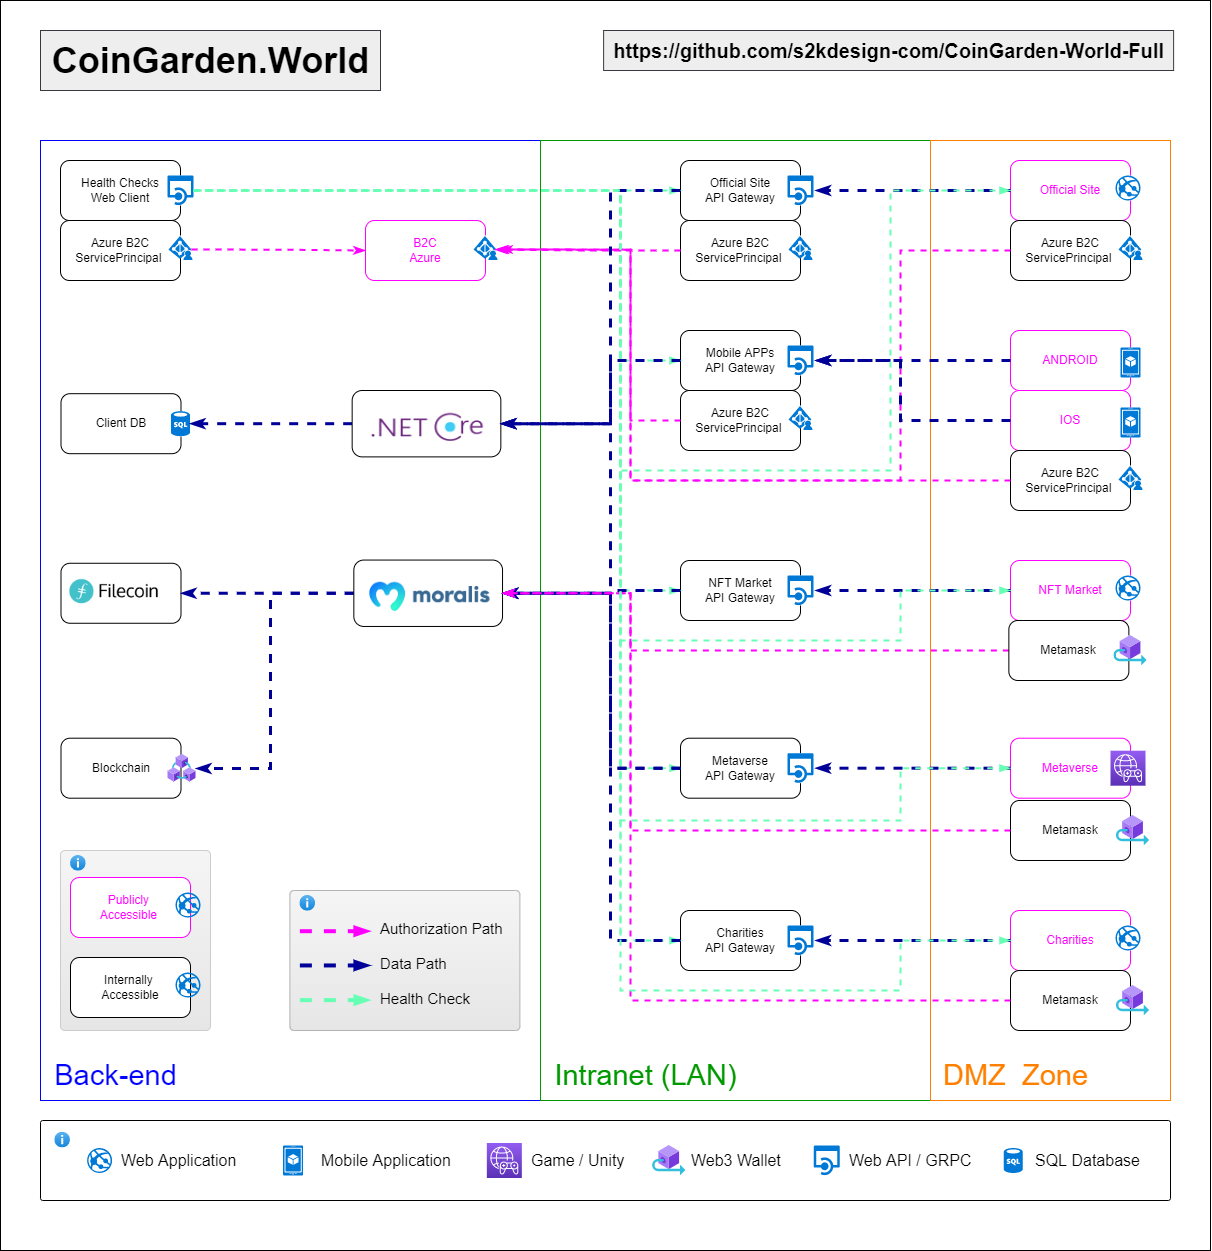 CoinGarden.World
https://github.com/s2kdesign-com/CoinGarden-World-Full
Health Checks
Web Client
Azure B2C
ServicePrincipal
B2C
Azure
Official Site
API Gateway
Azure B2C
ServicePrincipal
Official Site
Azure B2C
ServicePrincipal
Mobile APPs
API Gateway
Azure B2C
ServicePrincipal
ANDROID
IOS
Azure B2C
ServicePrincipal
Client DB
SQL
.NET Core
Filecoin
moralis
NFT Market
API Gateway
NFT Market
Metamask
Blockchain
Metaverse
API Gateway
Metaverse
Metamask
Charities
API Gateway
Charities
Metamask
Publicly
Accessible
Internally
Accessible
Authorization Path
Data Path
Health Check
Back-end
Intranet (LAN)
DMZ Zone
Web Application
Mobile Application
Game / Unity
Web3 Wallet
Web API / GRPC
SQL
SQL Database